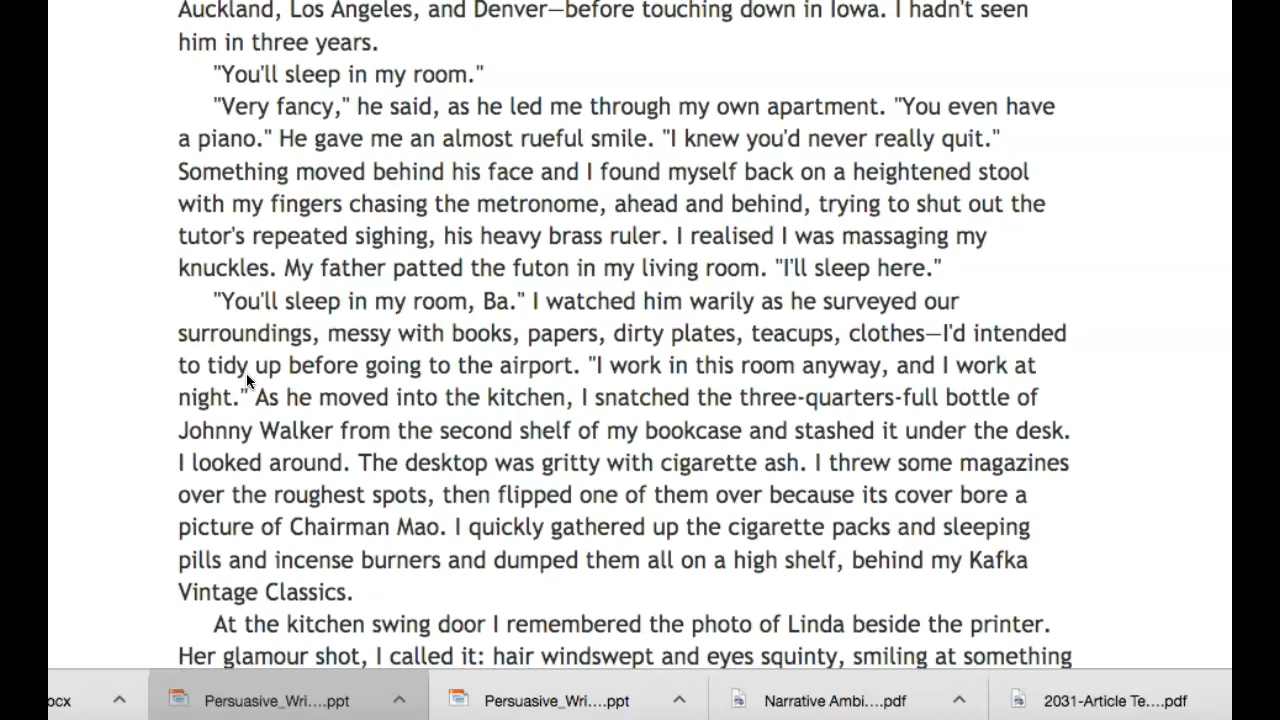 Auckland, Los Angeles, and Denver—before touching down in Iowa. I hadn't seen
him in three years.
"You'll sleep in my room."
"Very fancy," he said, as he led me through my own apartment. "You even have
a piano." He gave me an almost rueful smile. "I knew you'd never really quit."
Something moved behind his face and I found myself back on a heightened stool
with my fingers chasing the metronome, ahead and behind, trying to shut out the
tutor's repeated sighing, his heavy brass ruler. I realised I was massaging my
knuckles. My father patted the futon in my living room. "I'll sleep here."
"You'll sleep in my room, Ba." I watched him warily as he surveyed our
surroundings, messy with books, papers, dirty plates, teacups, clothes—I'd intended
to tidy up before going to the airport. "I work in this room anyway, and I work at
night." As he moved into the kitchen, I snatched the three-quarters-full bottle of
Johnny Walker from the second shelf of my bookcase and stashed it under the desk.
I looked around. The desktop was gritty with cigarette ash. I threw some magazines
over the roughest spots, then flipped one of them over because its cover bore a
picture of Chairman Mao. I quickly gathered up the cigarette packs and sleeping
pills and incense burners and dumped them all on a high shelf, behind my Kafka
Vintage Classics.
At the kitchen swing door I remembered the photo of Linda beside the printer.
Her glamour shot, I called it: hair windswept and eyes squinty, smiling at something
ocx Persuasive_Wri....ppt Persuasive_Wri....ppt Narrative Ambi....pdf 2031-Article Te....pdf